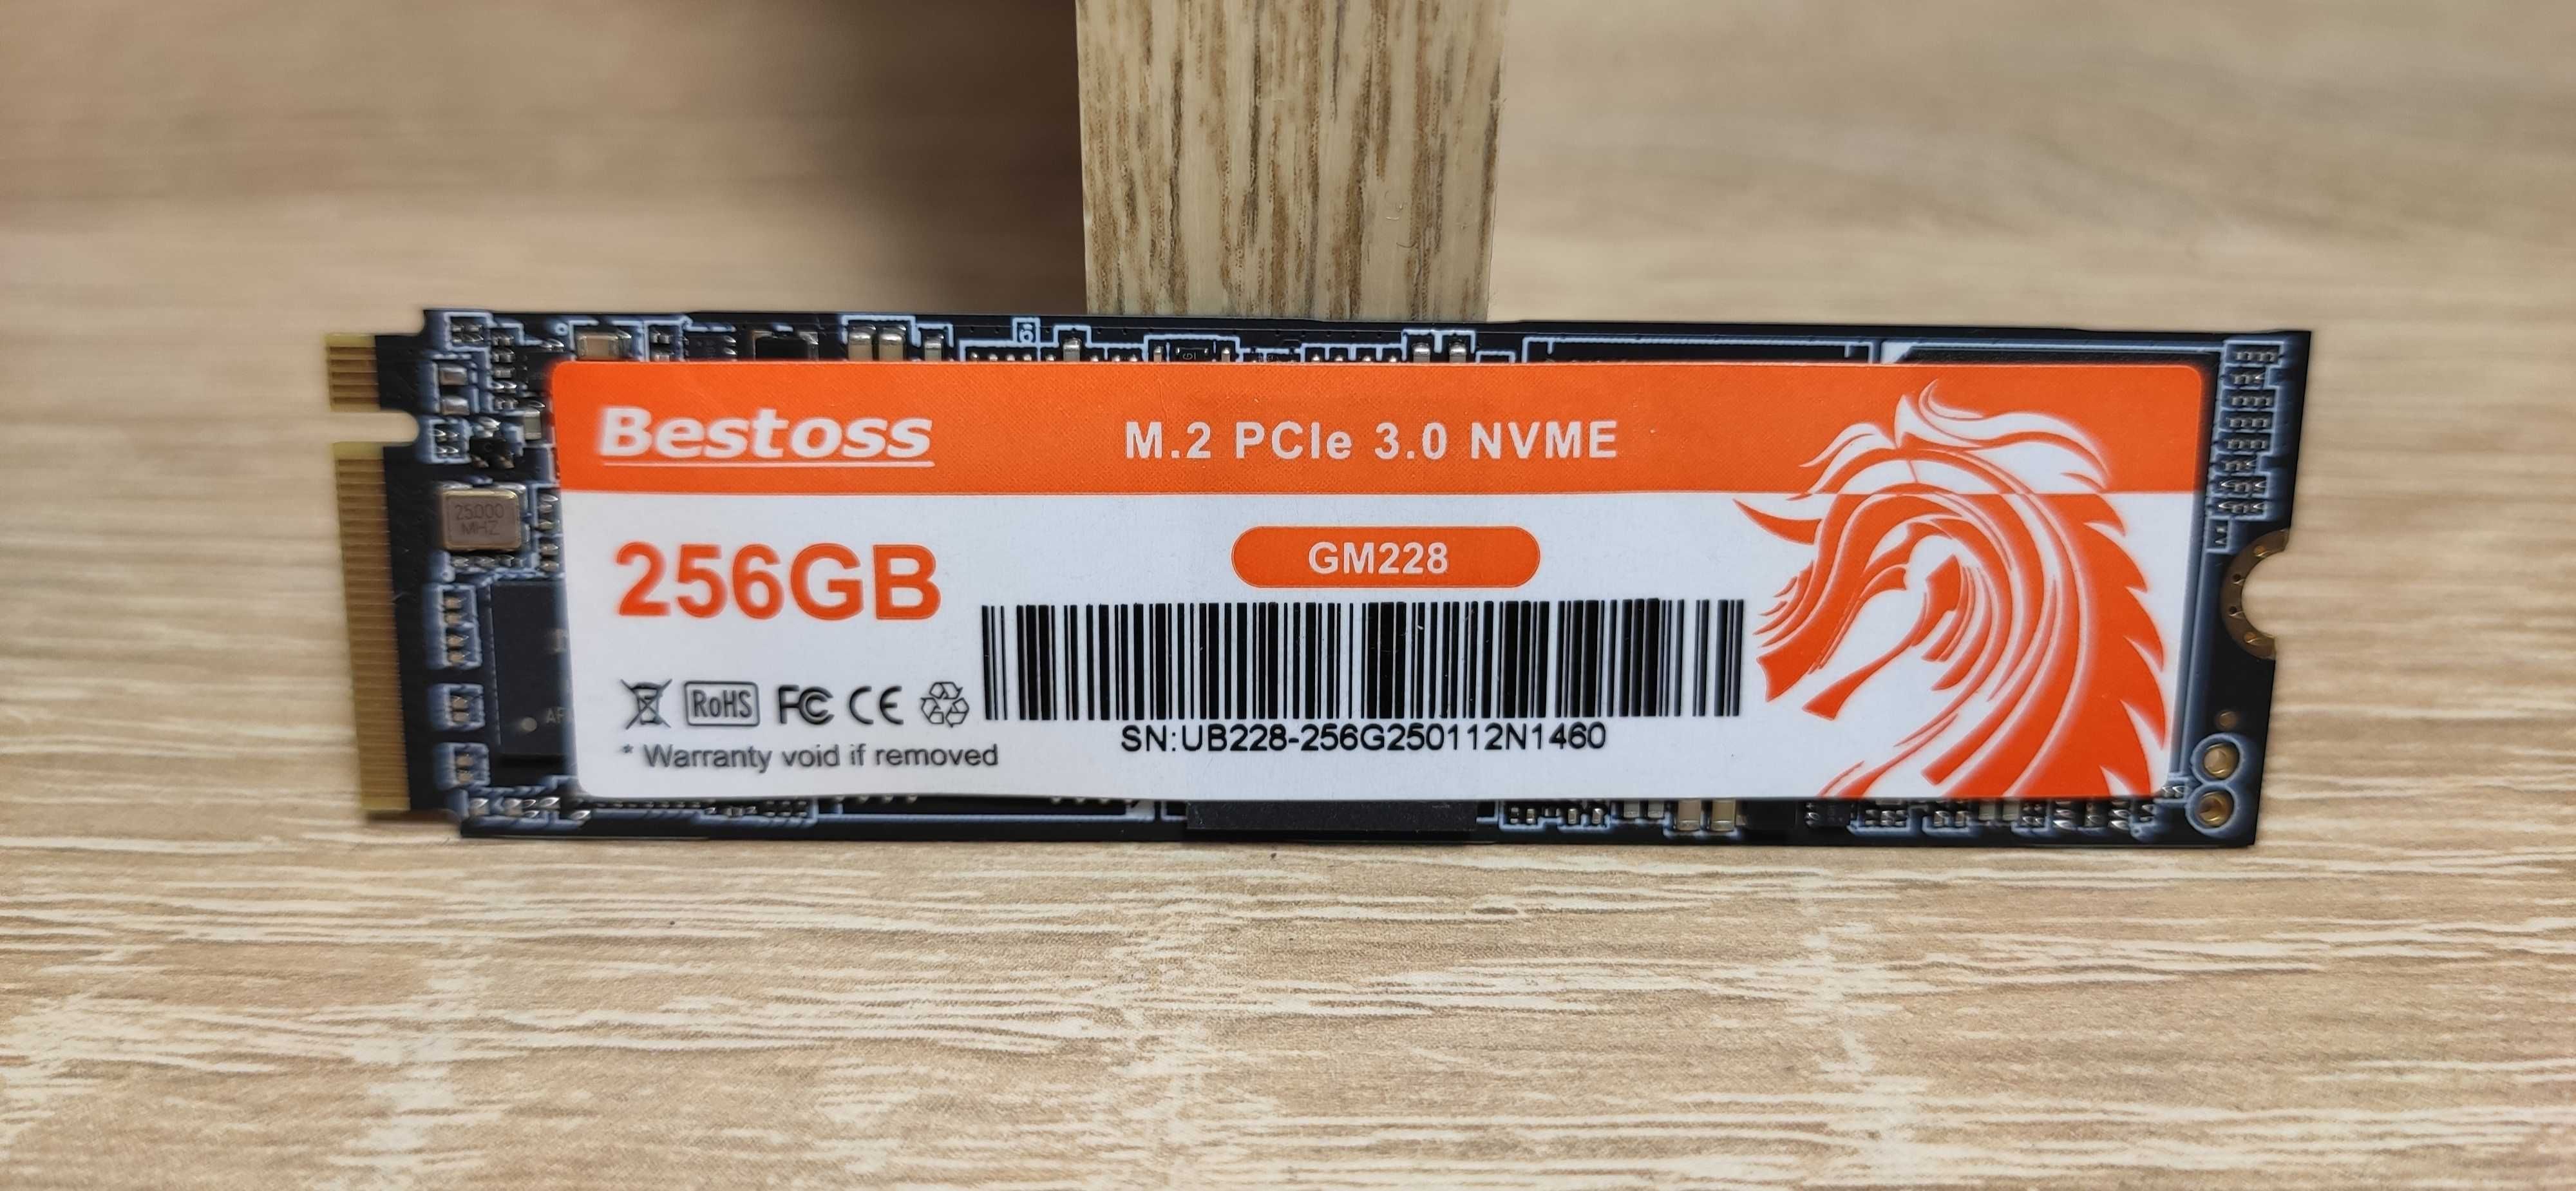 Bestoss
M.2 PCIe 3.0 NVME
25.000
MHZ
256GB
GM228
RoHS FC CE
SN:UB228-256G250112N1460
* Warranty void if removed